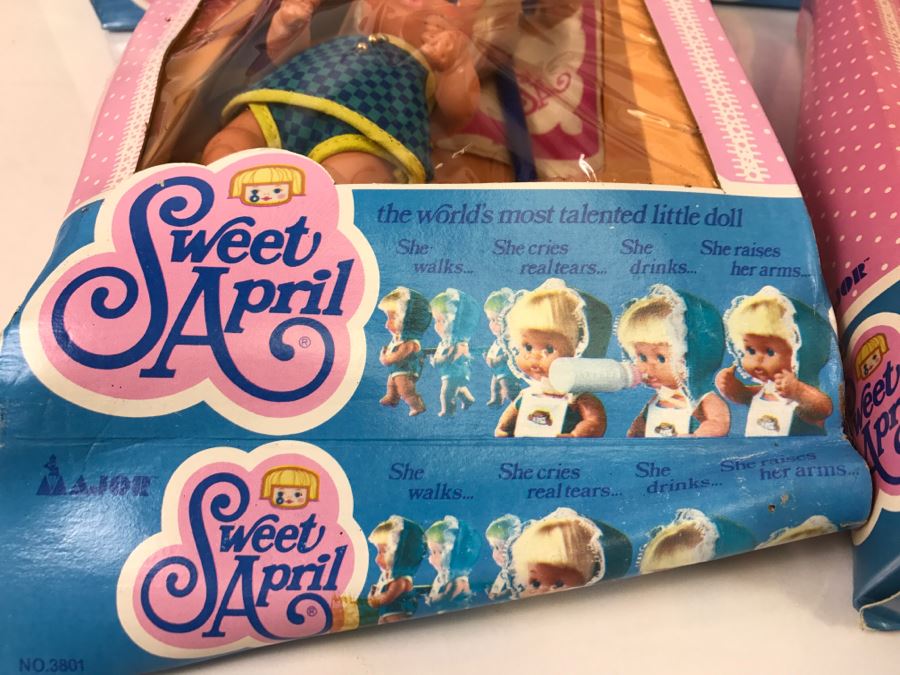 Sweet
April
®
the world's most talented little doll
She
walks...
She cries
real tears...
She
drinks...
She raises
her arms...
MAJOR™
Sweet
April
®
She
walks...
She cries
real tears...
She
drinks...
She raises
her arms...
NO.3801